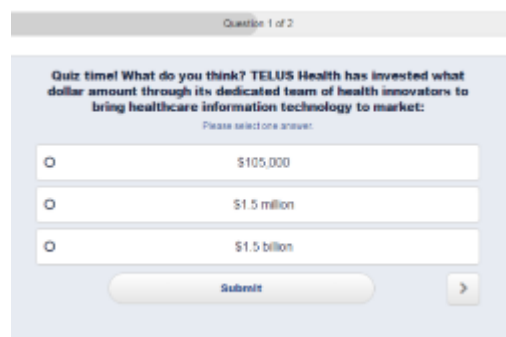 Question 1 of 2
Quiz time! What do you think? TELUS Health has invested what
dollar amount through its dedicated team of health innovators to
bring healthcare information technology to market:
Please select one answer.
$105,000
$1.5 million
$1.5 billion
Submit